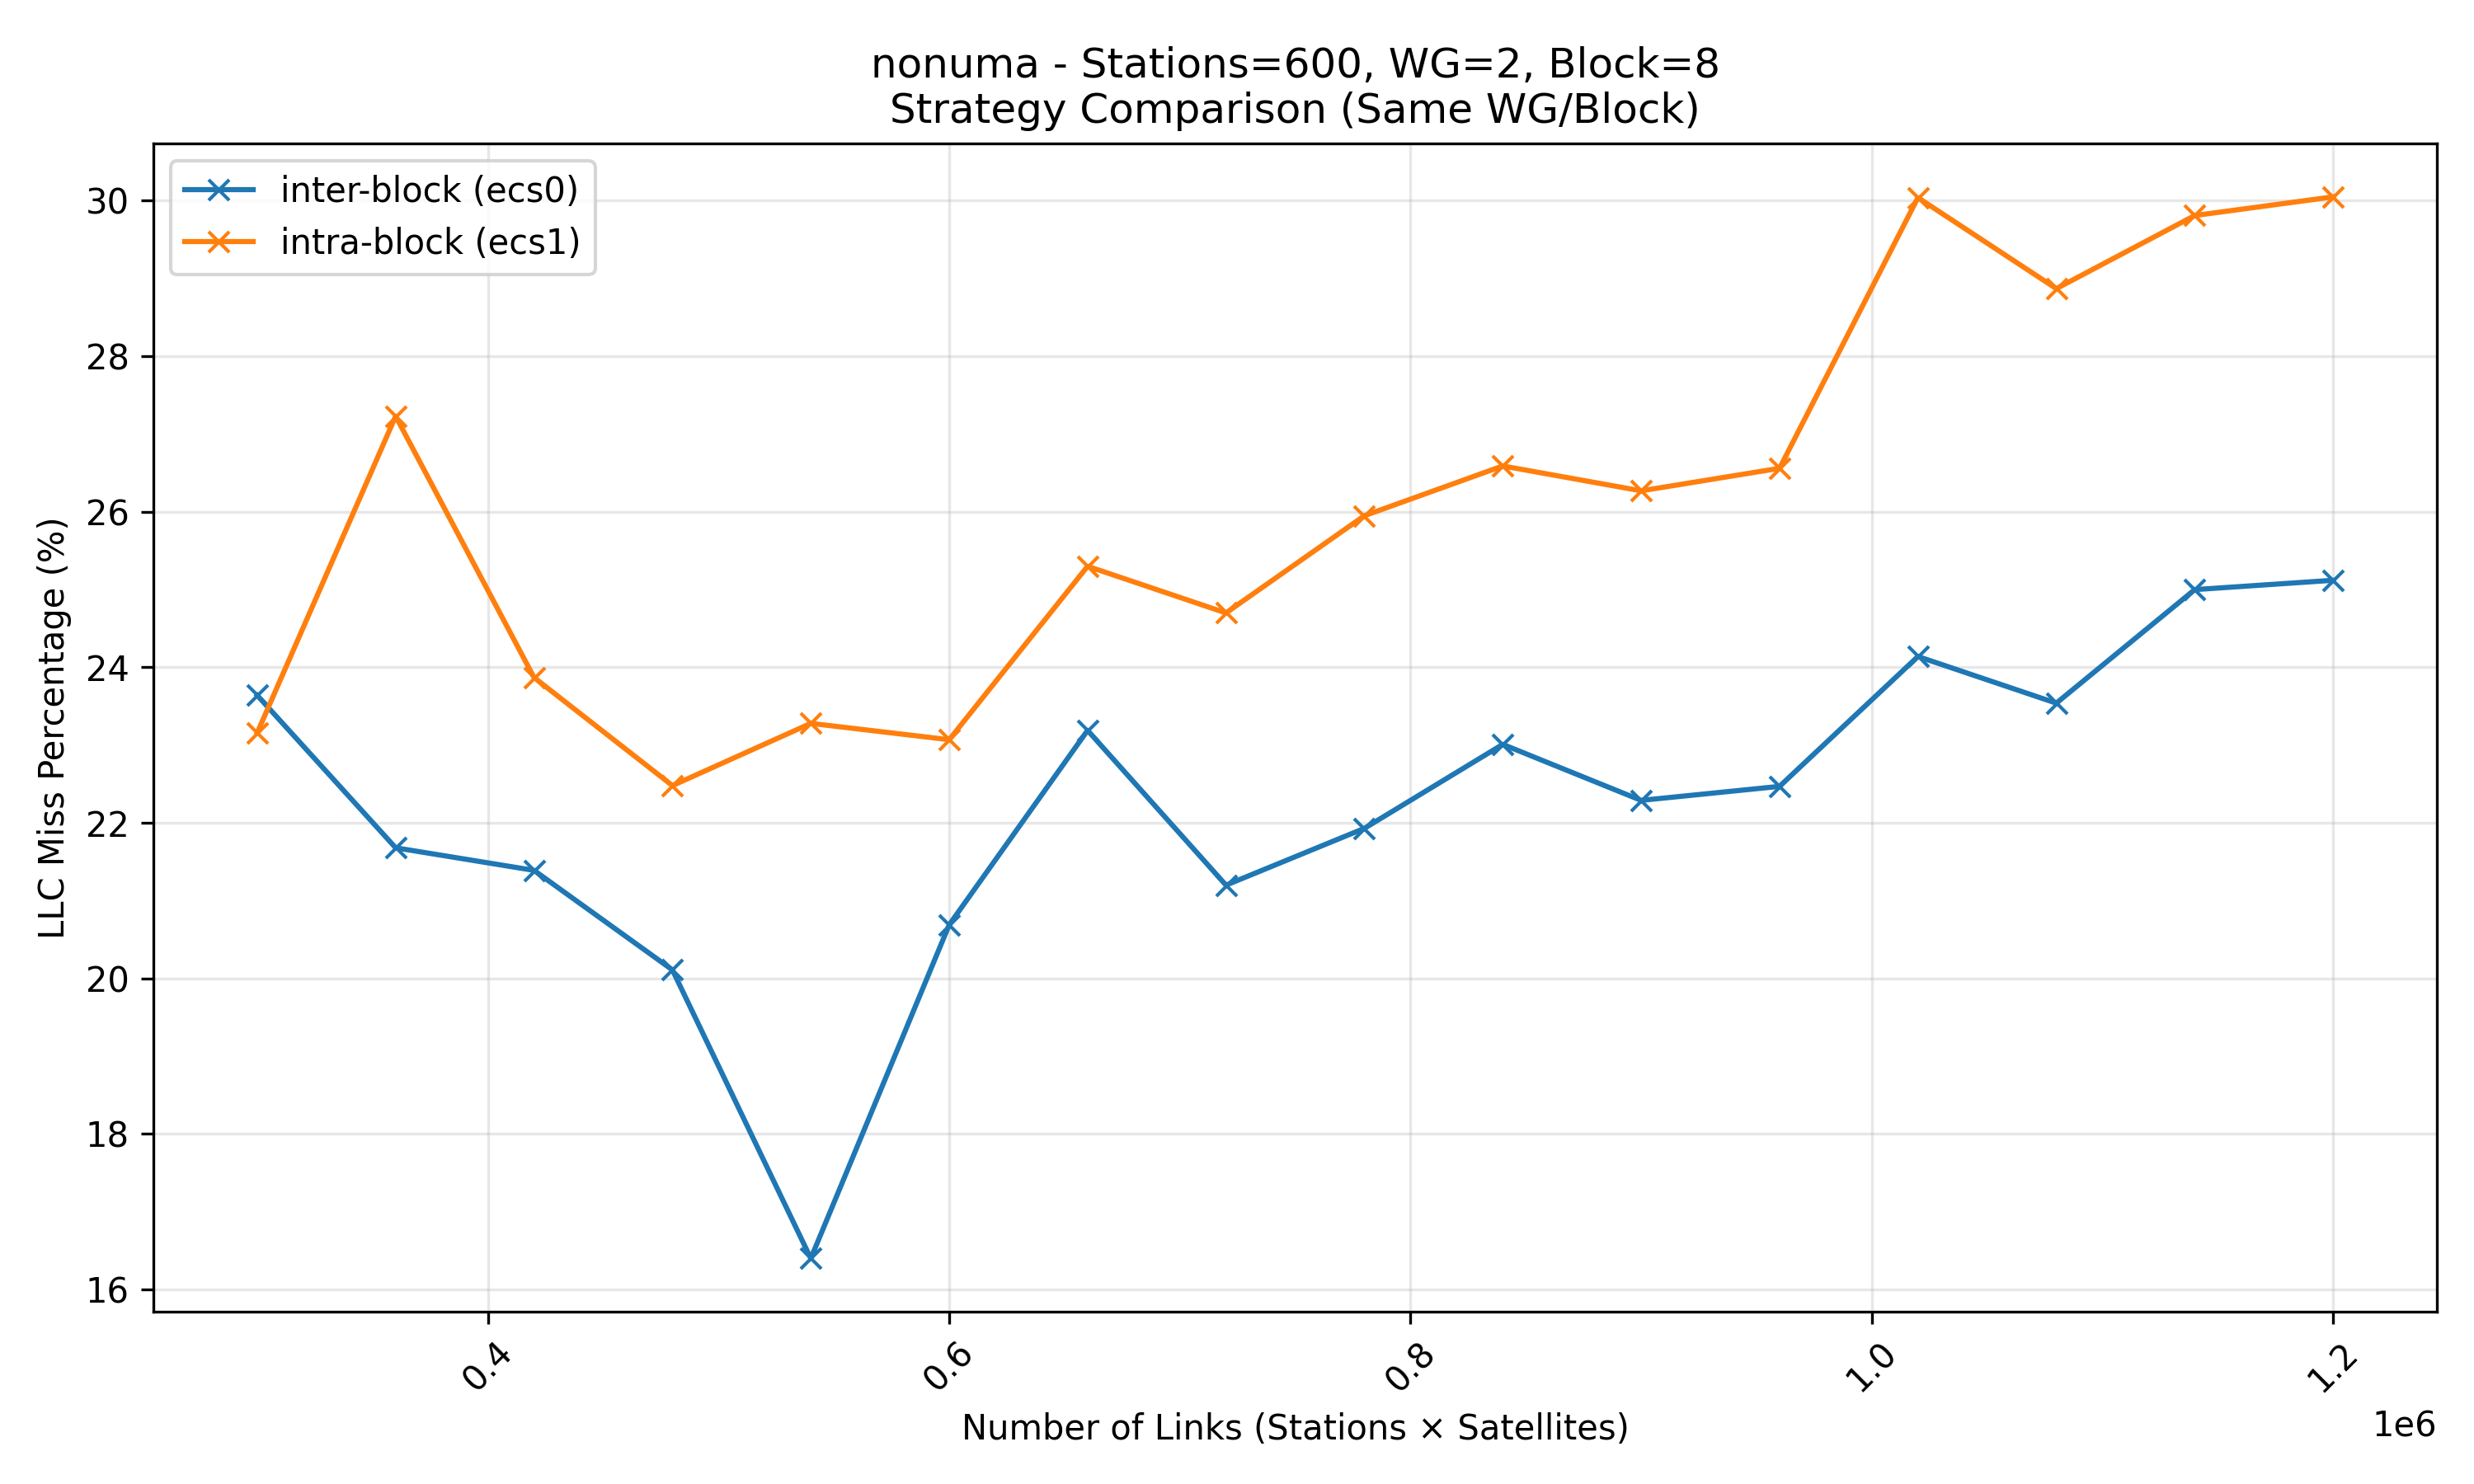 nonuma - Stations=600, WG=2, Block=8
Strategy Comparison (Same WG/Block)
inter-block (ecs0)
intra-block (ecs1)
LLC Miss Percentage (%)
30
28
26
24
22
20
18
16
0.4
0.6
0.8
1.0
1.2
1e6
Number of Links (Stations × Satellites)